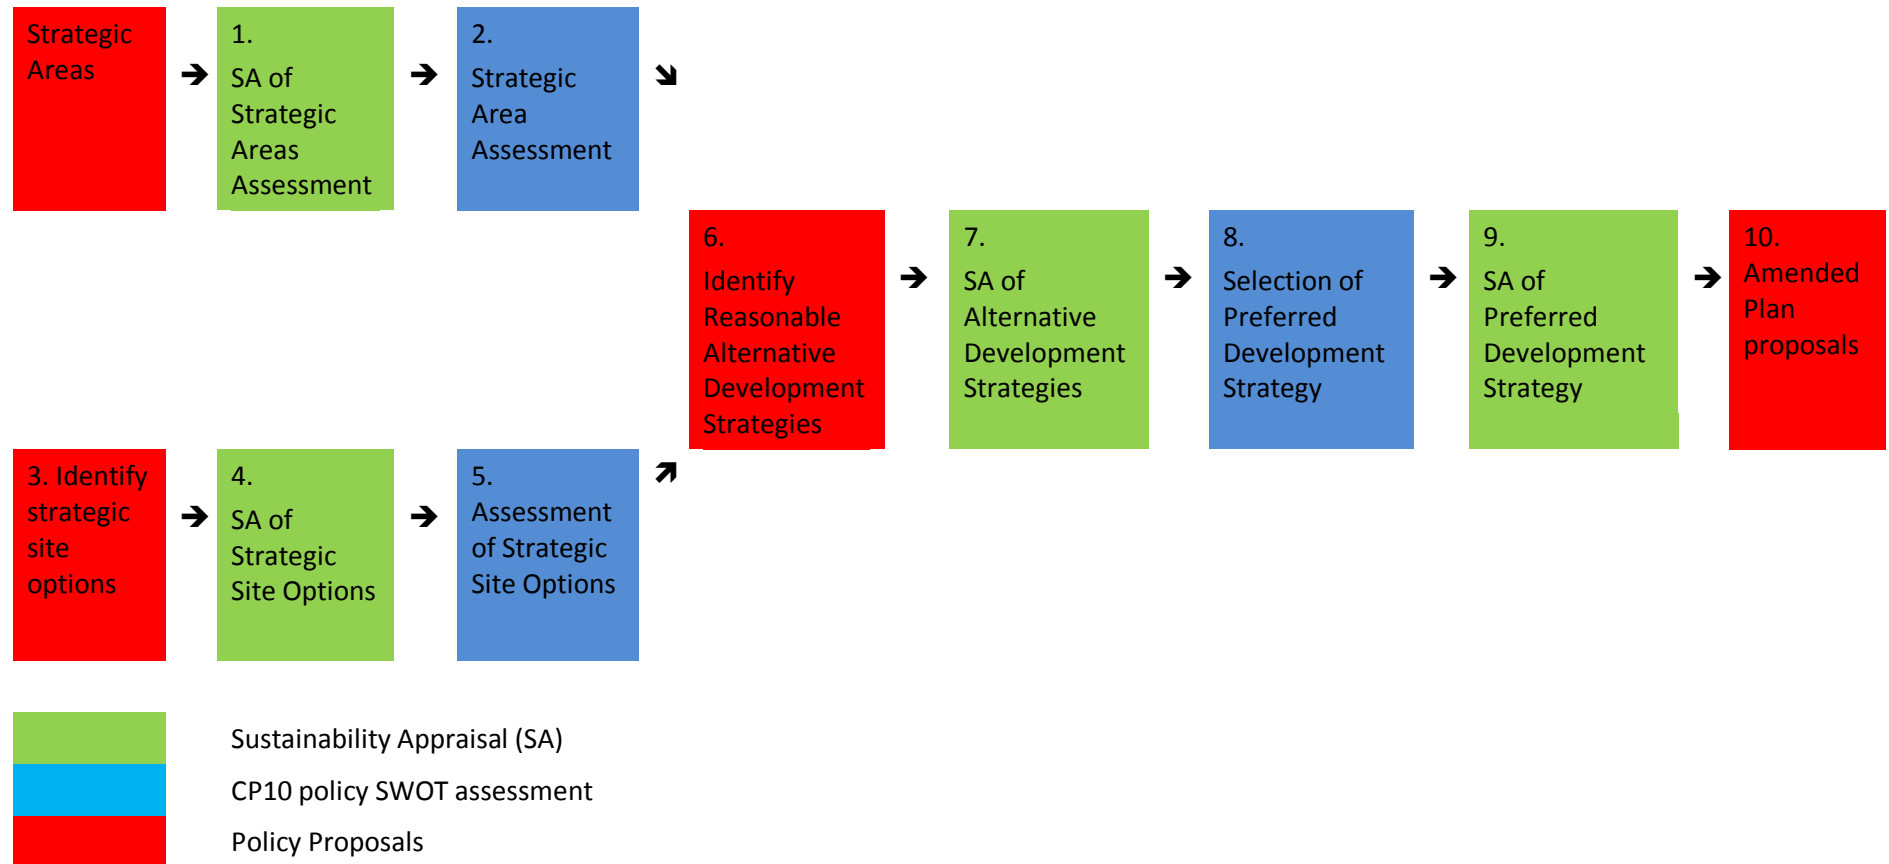 Strategic
Areas
1.
SA of
Strategic
Areas
Assessment
2.
Strategic
Area
Assessment
3. Identify
strategic
site
options
4.
SA of
Strategic
Site Options
5.
Assessment
of Strategic
Site Options
6.
Identify
Reasonable
Alternative
Development
Strategies
7.
SA of
Alternative
Development
Strategies
8.
Selection of
Preferred
Development
Strategy
9.
SA of
Preferred
Development
Strategy
10.
Amended
Plan
proposals
Sustainability Appraisal (SA)
CP10 policy SWOT assessment
Policy Proposals